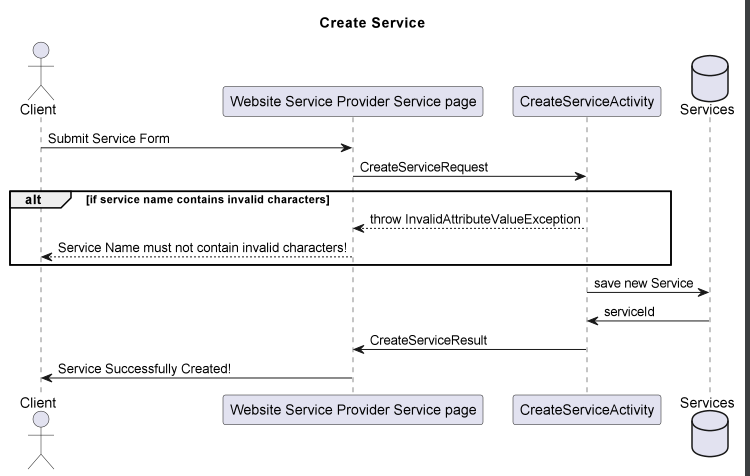 Create Service
Client
Website Service Provider Service page
CreateServiceActivity
Services
Submit Service Form
CreateServiceRequest
alt
[if service name contains invalid characters]
throw InvalidAttributeValueException
Service Name must not contain invalid characters!
save new Service
serviceId
CreateServiceResult
Service Successfully Created!
Client
Website Service Provider Service page
CreateServiceActivity
Services